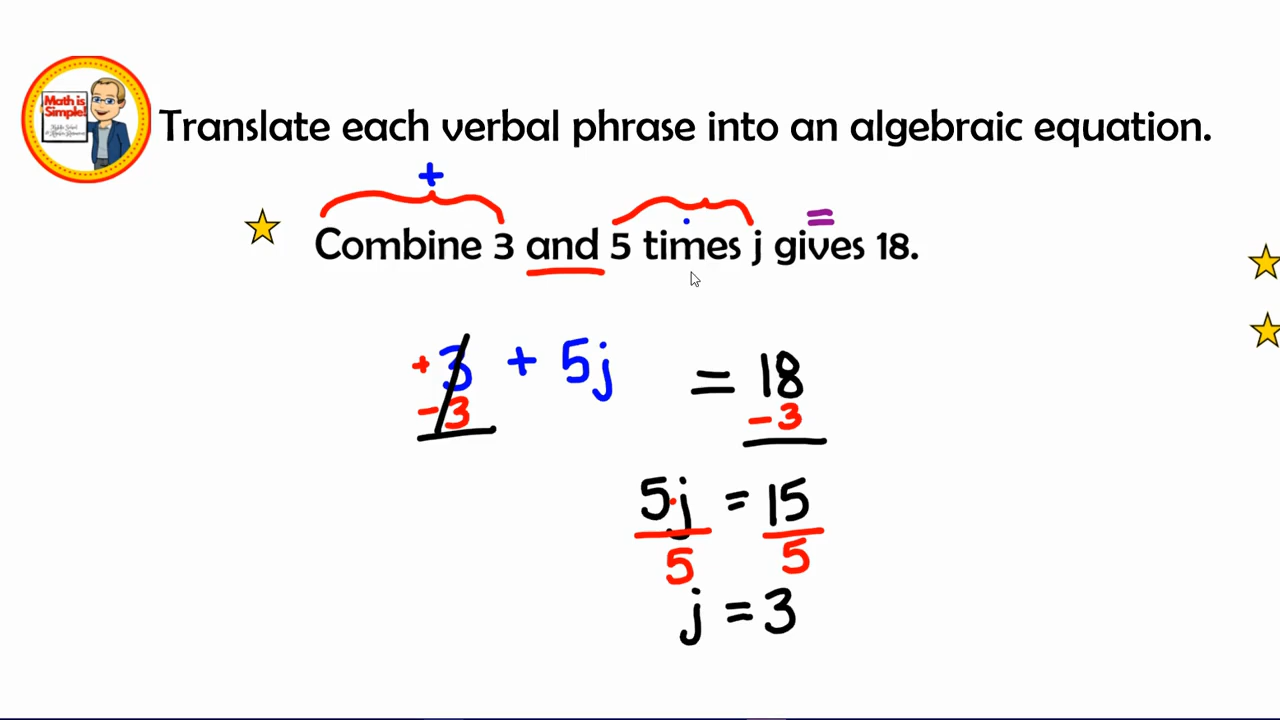 Math is
Simple!
Translate each verbal phrase into an algebraic equation.
+
· =
Combine 3 and 5 times j gives 18.
+3 + 5j = 18
-3 -3
5·j = 15
5 5
j = 3